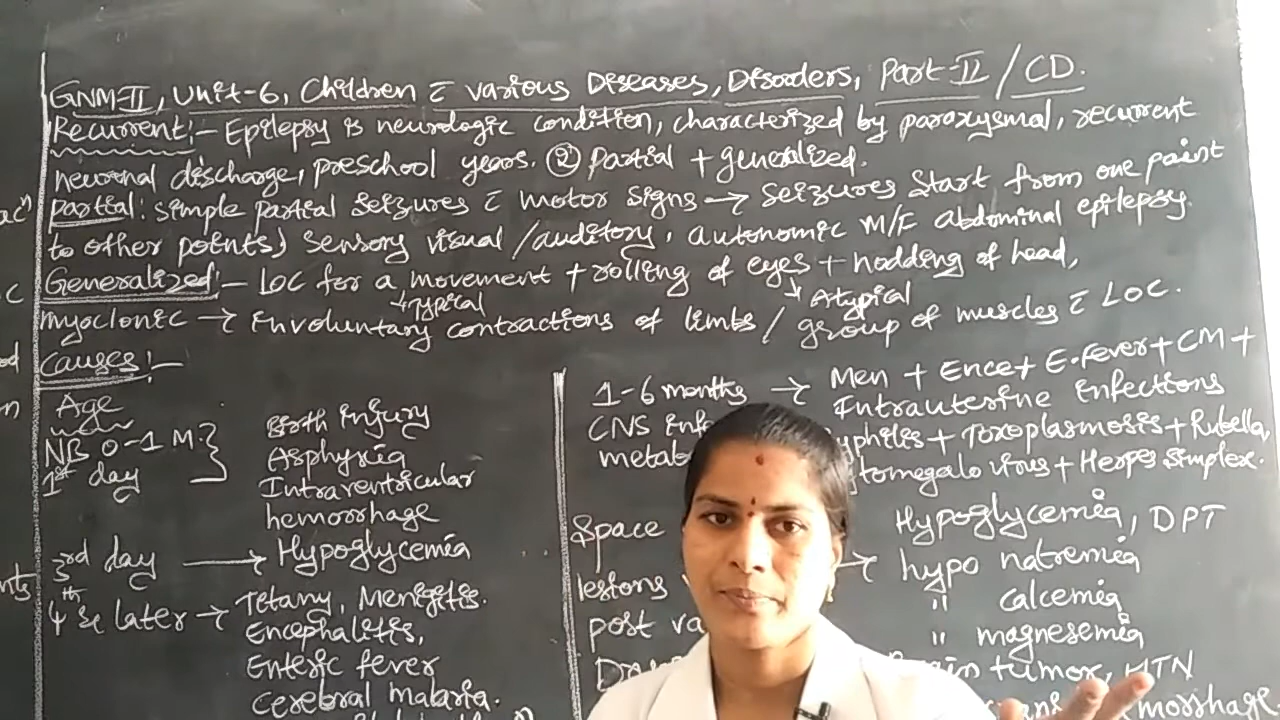 GNM-II, Unit-6, Children c̄ various Diseases, Disorders, Part-II / CD.
Recurrent:- Epilepsy is neurologic condition, characterized by paroxysmal, recurrent
neuronal discharge, preschool years. ② Partial + generalized.
Partial: Simple partial seizures c̄ motor signs → Seizures start from one point
to other points) sensory visual / auditory, autonomic M/F abdominal epilepsy.
Generalized:- LOC for a movement + rolling of eyes + nodding of head,
→ Typical
↓ Atypical
myoclonic → Involuntary contractions of limbs / group of muscles c̄ LOC.
Causes:-
Age
NB 0-1 M.
1st day
Birth injury
Asphyxia
Intraventricular
hemorrhage
3rd day → Hypoglycemia
4th & later → Tetany, Menigitis.
Encephalitis,
Enteric fever
cerebral malaria.
1-6 months → Men + Ence + E.Fever + CM +
CNS Intrauterine Infections
metab yphilis + Toxoplasmosis + Rubella,
tomegalo virus + Herpes simplex.
Space Hypoglycemia, DPT
lesions → hypo natremia
" calcemia
post va " magnesemia
tumor, HTN
morrhage